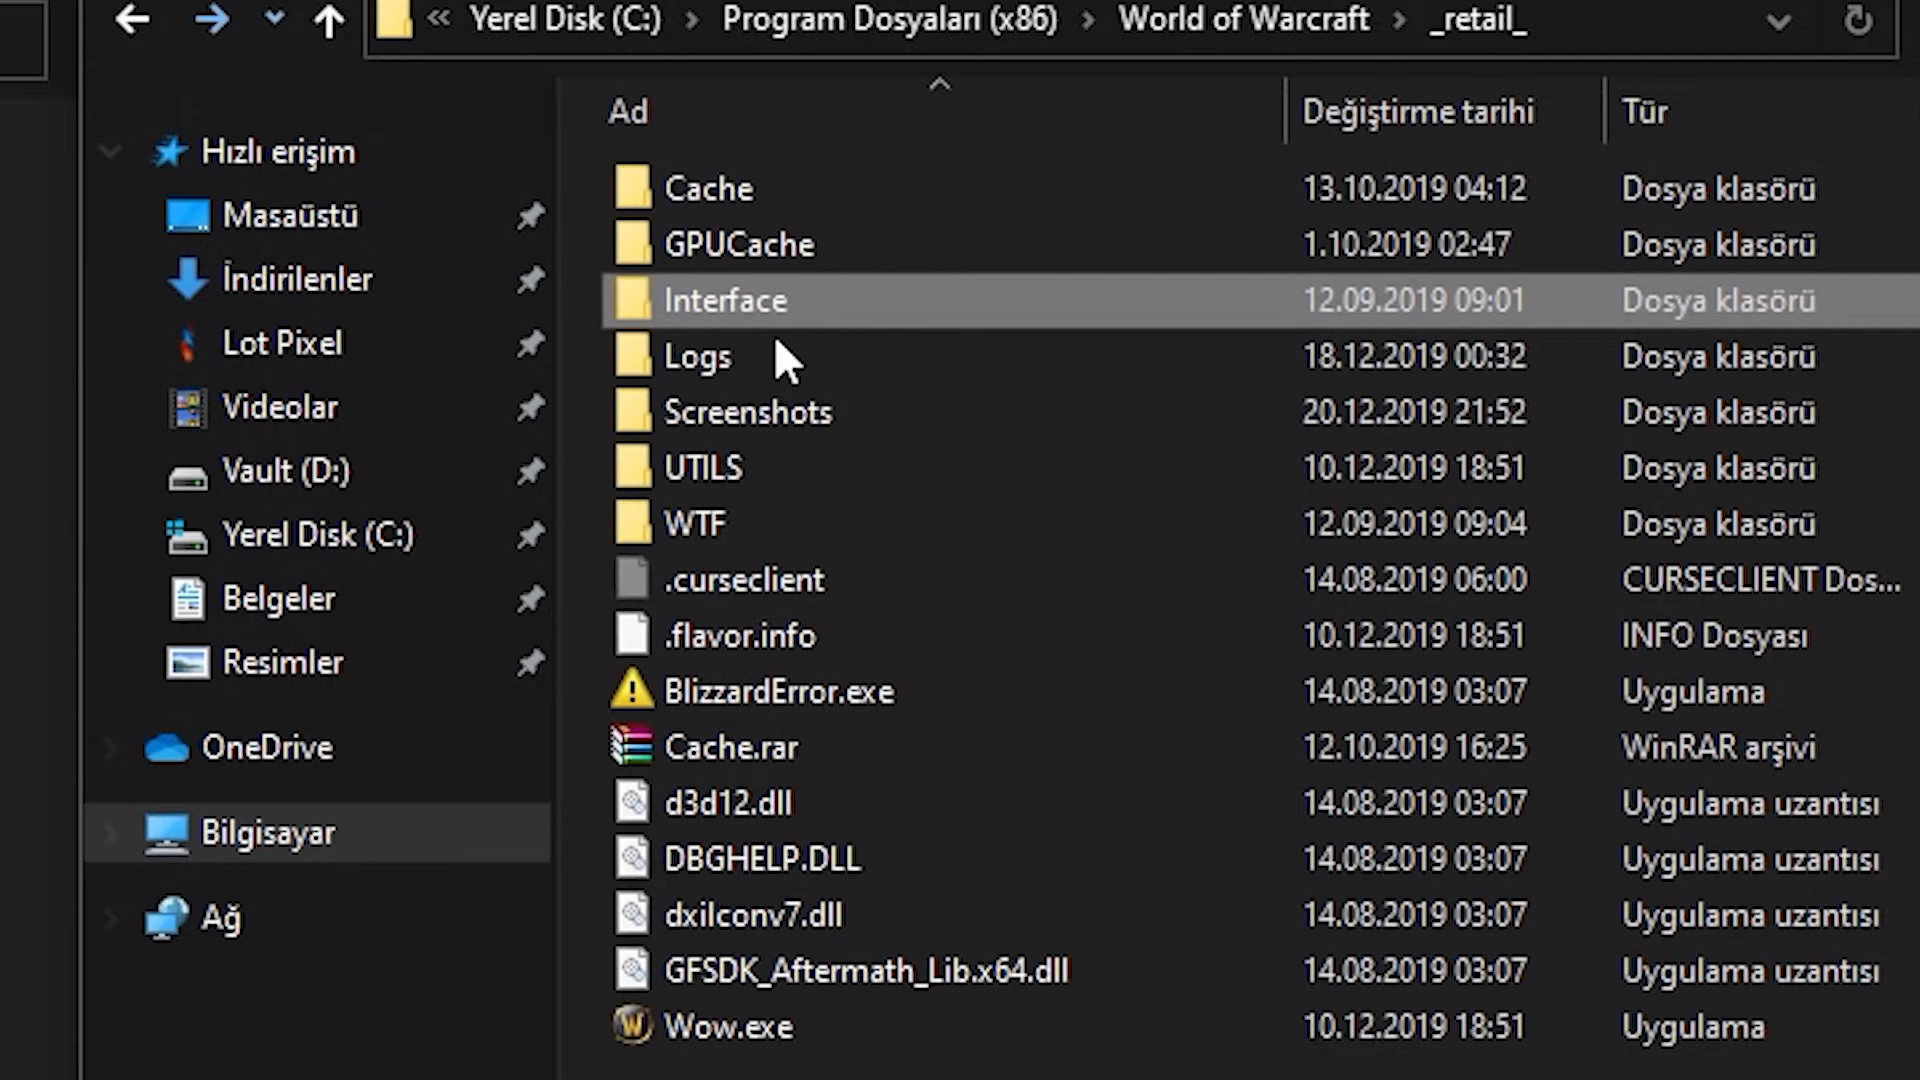 « Yerel Disk (C:) > Program Dosyaları (x86) > World of Warcraft > _retail_
Ad Değiştirme tarihi Tür
Hızlı erişim
Masaüstü
İndirilenler
Lot Pixel
Videolar
Vault (D:)
Yerel Disk (C:)
Belgeler
Resimler
OneDrive
Bilgisayar
Ağ
Cache 13.10.2019 04:12 Dosya klasörü
GPUCache 1.10.2019 02:47 Dosya klasörü
Interface 12.09.2019 09:01 Dosya klasörü
Logs 18.12.2019 00:32 Dosya klasörü
Screenshots 20.12.2019 21:52 Dosya klasörü
UTILS 10.12.2019 18:51 Dosya klasörü
WTF 12.09.2019 09:04 Dosya klasörü
.curseclient 14.08.2019 06:00 CURSECLIENT Dos...
.flavor.info 10.12.2019 18:51 INFO Dosyası
BlizzardError.exe 14.08.2019 03:07 Uygulama
Cache.rar 12.10.2019 16:25 WinRAR arşivi
d3d12.dll 14.08.2019 03:07 Uygulama uzantısı
DBGHELP.DLL 14.08.2019 03:07 Uygulama uzantısı
dxilconv7.dll 14.08.2019 03:07 Uygulama uzantısı
GFSDK_Aftermath_Lib.x64.dll 14.08.2019 03:07 Uygulama uzantısı
Wow.exe 10.12.2019 18:51 Uygulama